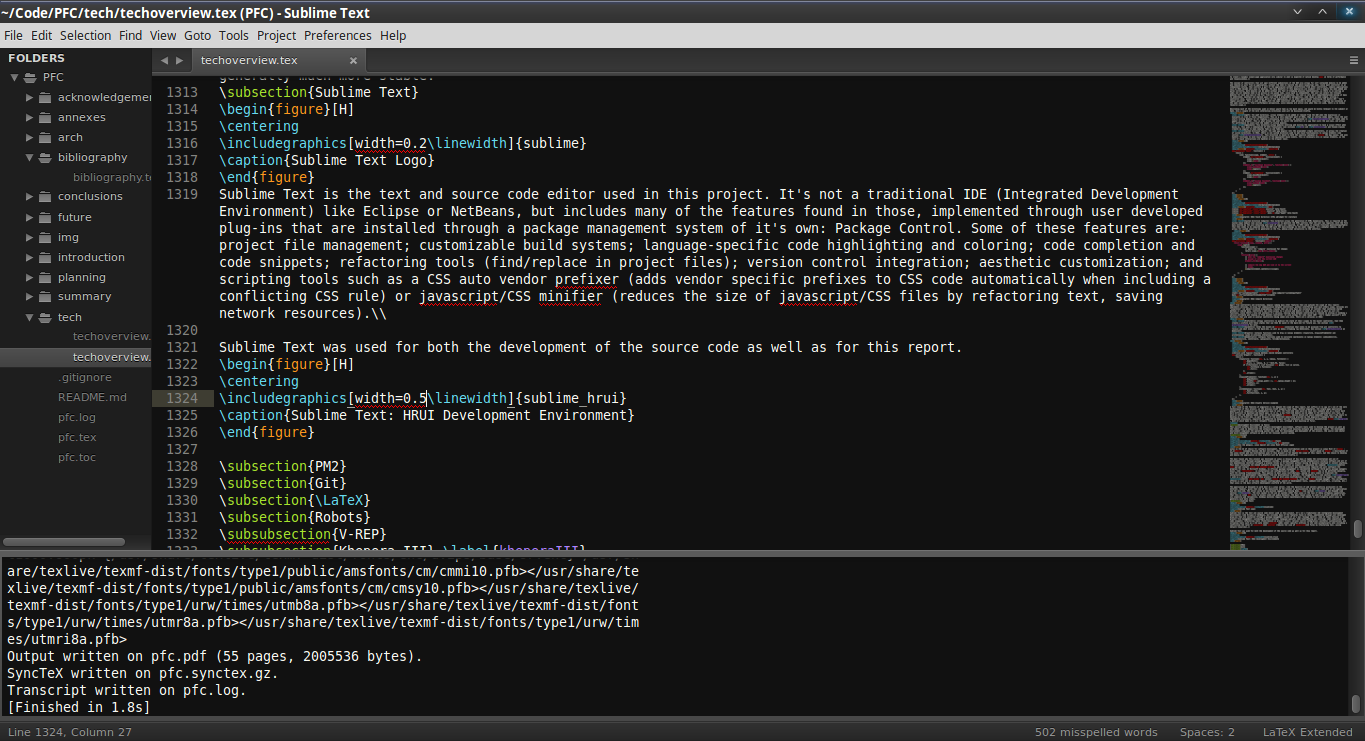 ~/Code/PFC/tech/techoverview.tex (PFC) - Sublime Text
File Edit Selection Find View Goto Tools Project Preferences Help
FOLDERS
PFC
acknowledgemen
annexes
arch
bibliography
bibliography.te
conclusions
future
img
introduction
planning
summary
tech
techoverview.
techoverview.
.gitignore
README.md
pfc.log
pfc.tex
pfc.toc
techoverview.tex
generally much more stable.
1313 \subsection{Sublime Text}
1314 \begin{figure}[H]
1315 \centering
1316 \includegraphics[width=0.2\linewidth]{sublime}
1317 \caption{Sublime Text Logo}
1318 \end{figure}
1319 Sublime Text is the text and source code editor used in this project. It's not a traditional IDE (Integrated Development
Environment) like Eclipse or NetBeans, but includes many of the features found in those, implemented through user developed
plug-ins that are installed through a package management system of it's own: Package Control. Some of these features are:
project file management; customizable build systems; language-specific code highlighting and coloring; code completion and
code snippets; refactoring tools (find/replace in project files); version control integration; aesthetic customization; and
scripting tools such as a CSS auto vendor prefixer (adds vendor specific prefixes to CSS code automatically when including a
conflicting CSS rule) or javascript/CSS minifier (reduces the size of javascript/CSS files by refactoring text, saving
network resources).\\
1320
1321 Sublime Text was used for both the development of the source code as well as for this report.
1322 \begin{figure}[H]
1323 \centering
1324 \includegraphics[width=0.5\linewidth]{sublime_hrui}
1325 \caption{Sublime Text: HRUI Development Environment}
1326 \end{figure}
1327
1328 \subsection{PM2}
1329 \subsection{Git}
1330 \subsection{\LaTeX}
1331 \subsection{Robots}
1332 \subsubsection{V-REP}
1333 \subsubsection{Khepera III} \label{kheperaIII}
are/texlive/texmf-dist/fonts/type1/public/amsfonts/cm/cmmi10.pfb></usr/share/te
xlive/texmf-dist/fonts/type1/public/amsfonts/cm/cmsy10.pfb></usr/share/texlive/
texmf-dist/fonts/type1/urw/times/utmb8a.pfb></usr/share/texlive/texmf-dist/font
s/type1/urw/times/utmr8a.pfb></usr/share/texlive/texmf-dist/fonts/type1/urw/tim
es/utmri8a.pfb>
Output written on pfc.pdf (55 pages, 2005536 bytes).
SyncTeX written on pfc.synctex.gz.
Transcript written on pfc.log.
[Finished in 1.8s]
Line 1324, Column 27
502 misspelled words
Spaces: 2
LaTeX Extended